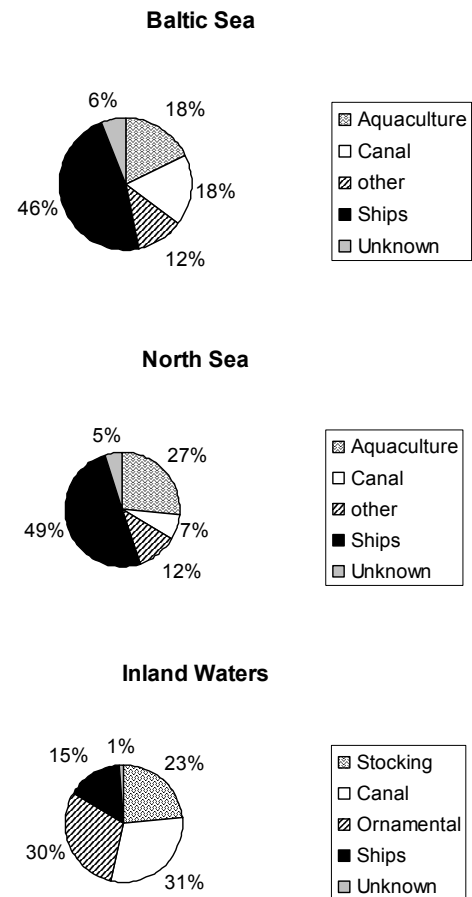 Baltic Sea
6%
18%
46%
18%
12%
Aquaculture
Canal
other
Ships
Unknown
North Sea
5%
27%
49%
7%
12%
Aquaculture
Canal
other
Ships
Unknown
Inland Waters
15%
1%
23%
30%
31%
Stocking
Canal
Ornamental
Ships
Unknown